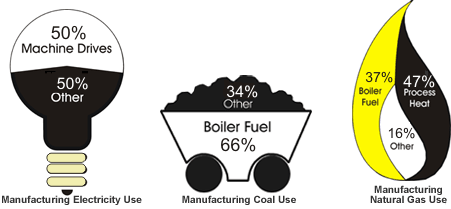 50%
Machine Drives
50%
Other
Manufacturing Electricity Use
34%
Other
Boiler Fuel
66%
Manufacturing Coal Use
37%
Boiler
Fuel
47%
Process
Heat
16%
Other
Manufacturing
Natural Gas Use